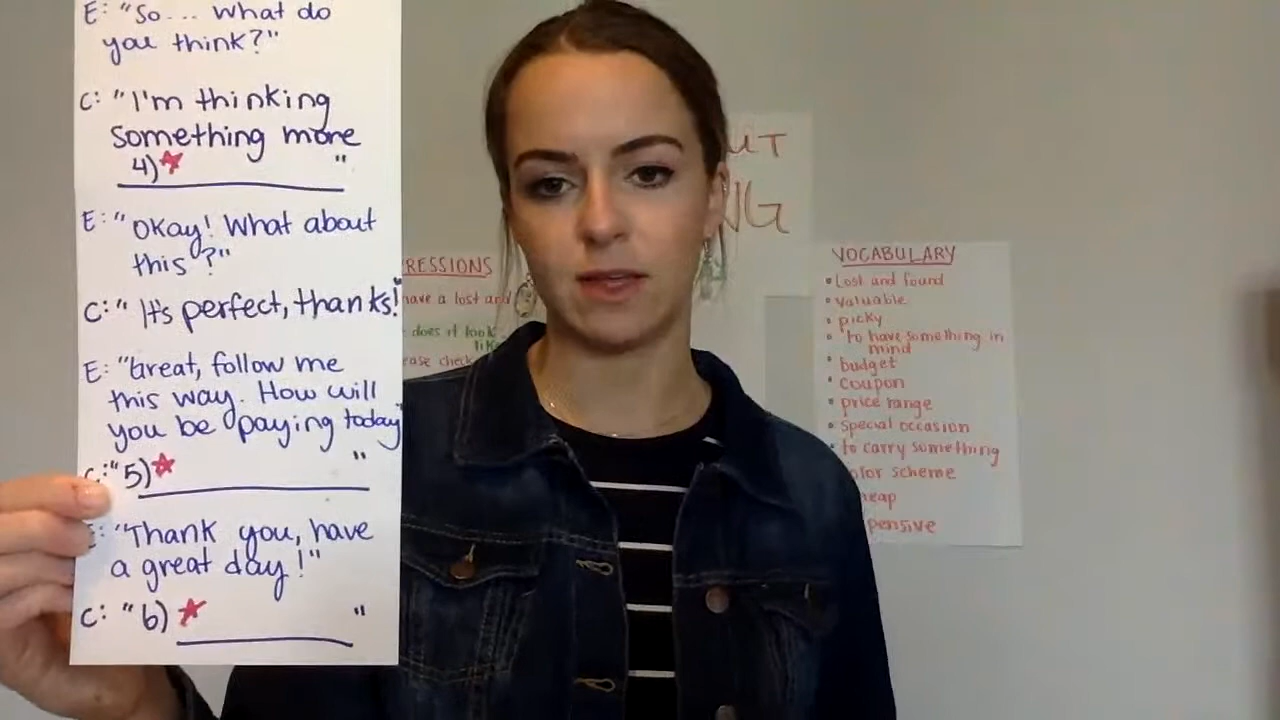 E: "So... What do
you think?"
C: "I'm thinking
something more
4)
"
E: "Okay! What about
this?"
C: "It's perfect, thanks!"
E: "Great, follow me
this way. How will
you be paying today"
C: "5)
"
E: "Thank you, have
a great day!"
C: "6)
"
RESSIONS
have a lost and
does it look
like
ease check
UT
NG
VOCABULARY
• Lost and found
• valuable
• picky
• to have something in
mind
• budget
• coupon
• price range
• special occasion
• to carry something
olor scheme
heap
pensive